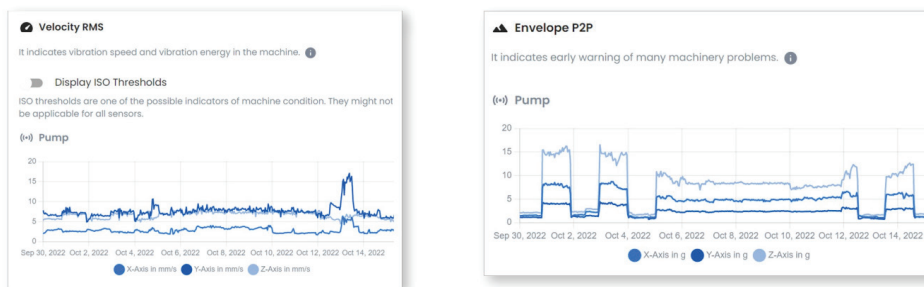 Velocity RMS
It indicates vibration speed and vibration energy in the machine.
Display ISO Thresholds
ISO thresholds are one of the possible indicators of machine condition. They might not
be applicable for all sensors.
Pump
20
15
10
5
0
Sep 30, 2022 Oct 2, 2022 Oct 4, 2022 Oct 6, 2022 Oct 8, 2022 Oct 10, 2022 Oct 12, 2022 Oct 14, 2022
X-Axis in mm/s Y-Axis in mm/s Z-Axis in mm/s
Envelope P2P
It indicates early warning of many machinery problems.
Pump
20
15
10
5
0
Sep 30, 2022 Oct 2, 2022 Oct 4, 2022 Oct 6, 2022 Oct 8, 2022 Oct 10, 2022 Oct 12, 2022 Oct 14, 2022
X-Axis in g Y-Axis in g Z-Axis in g